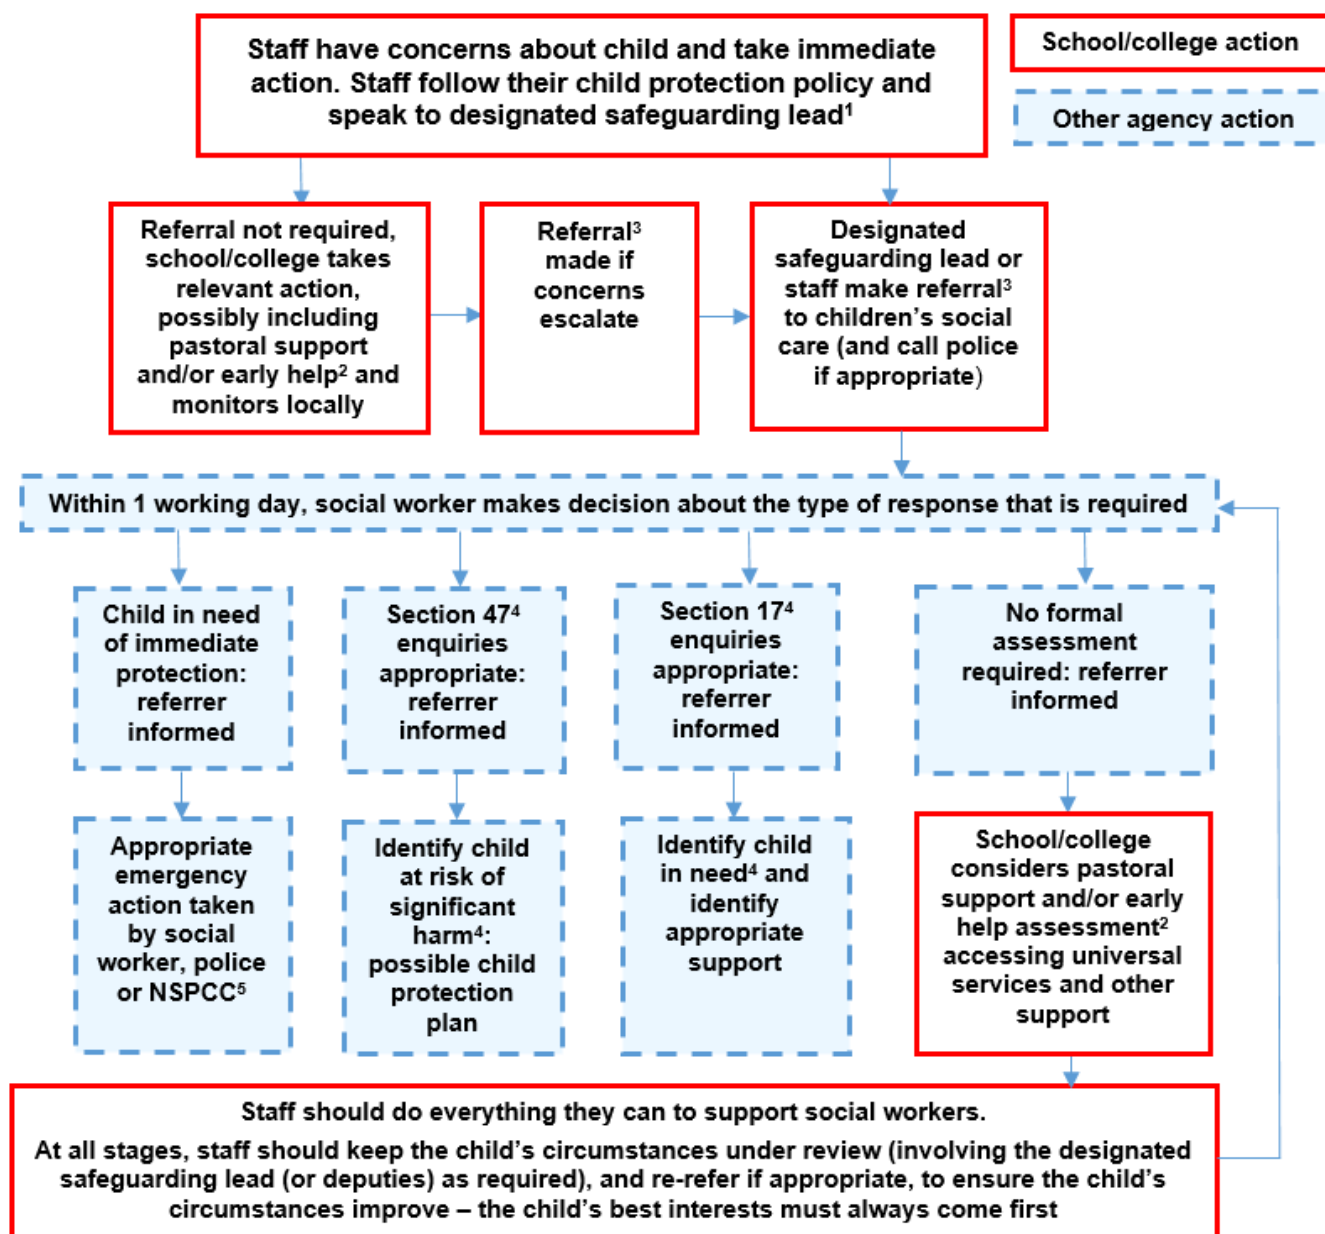 Staff have concerns about child and take immediate
action. Staff follow their child protection policy and
speak to designated safeguarding lead¹
School/college action
Other agency action
Referral not required,
school/college takes
relevant action,
possibly including
pastoral support
and/or early help² and
monitors locally
Referral³
made if
concerns
escalate
Designated
safeguarding lead or
staff make referral³
to children’s social
care (and call police
if appropriate)
Within 1 working day, social worker makes decision about the type of response that is required
Child in need
of immediate
protection:
referrer
informed
Section 47⁴
enquiries
appropriate:
referrer
informed
Section 17⁴
enquiries
appropriate:
referrer
informed
No formal
assessment
required: referrer
informed
Appropriate
emergency
action taken
by social
worker, police
or NSPCC⁵
Identify child
at risk of
significant
harm⁴:
possible child
protection
plan
Identify child
in need⁴ and
identify
appropriate
support
School/college
considers pastoral
support and/or early
help assessment²
accessing universal
services and other
support
Staff should do everything they can to support social workers.
At all stages, staff should keep the child’s circumstances under review (involving the designated
safeguarding lead (or deputies) as required), and re-refer if appropriate, to ensure the child’s
circumstances improve – the child’s best interests must always come first